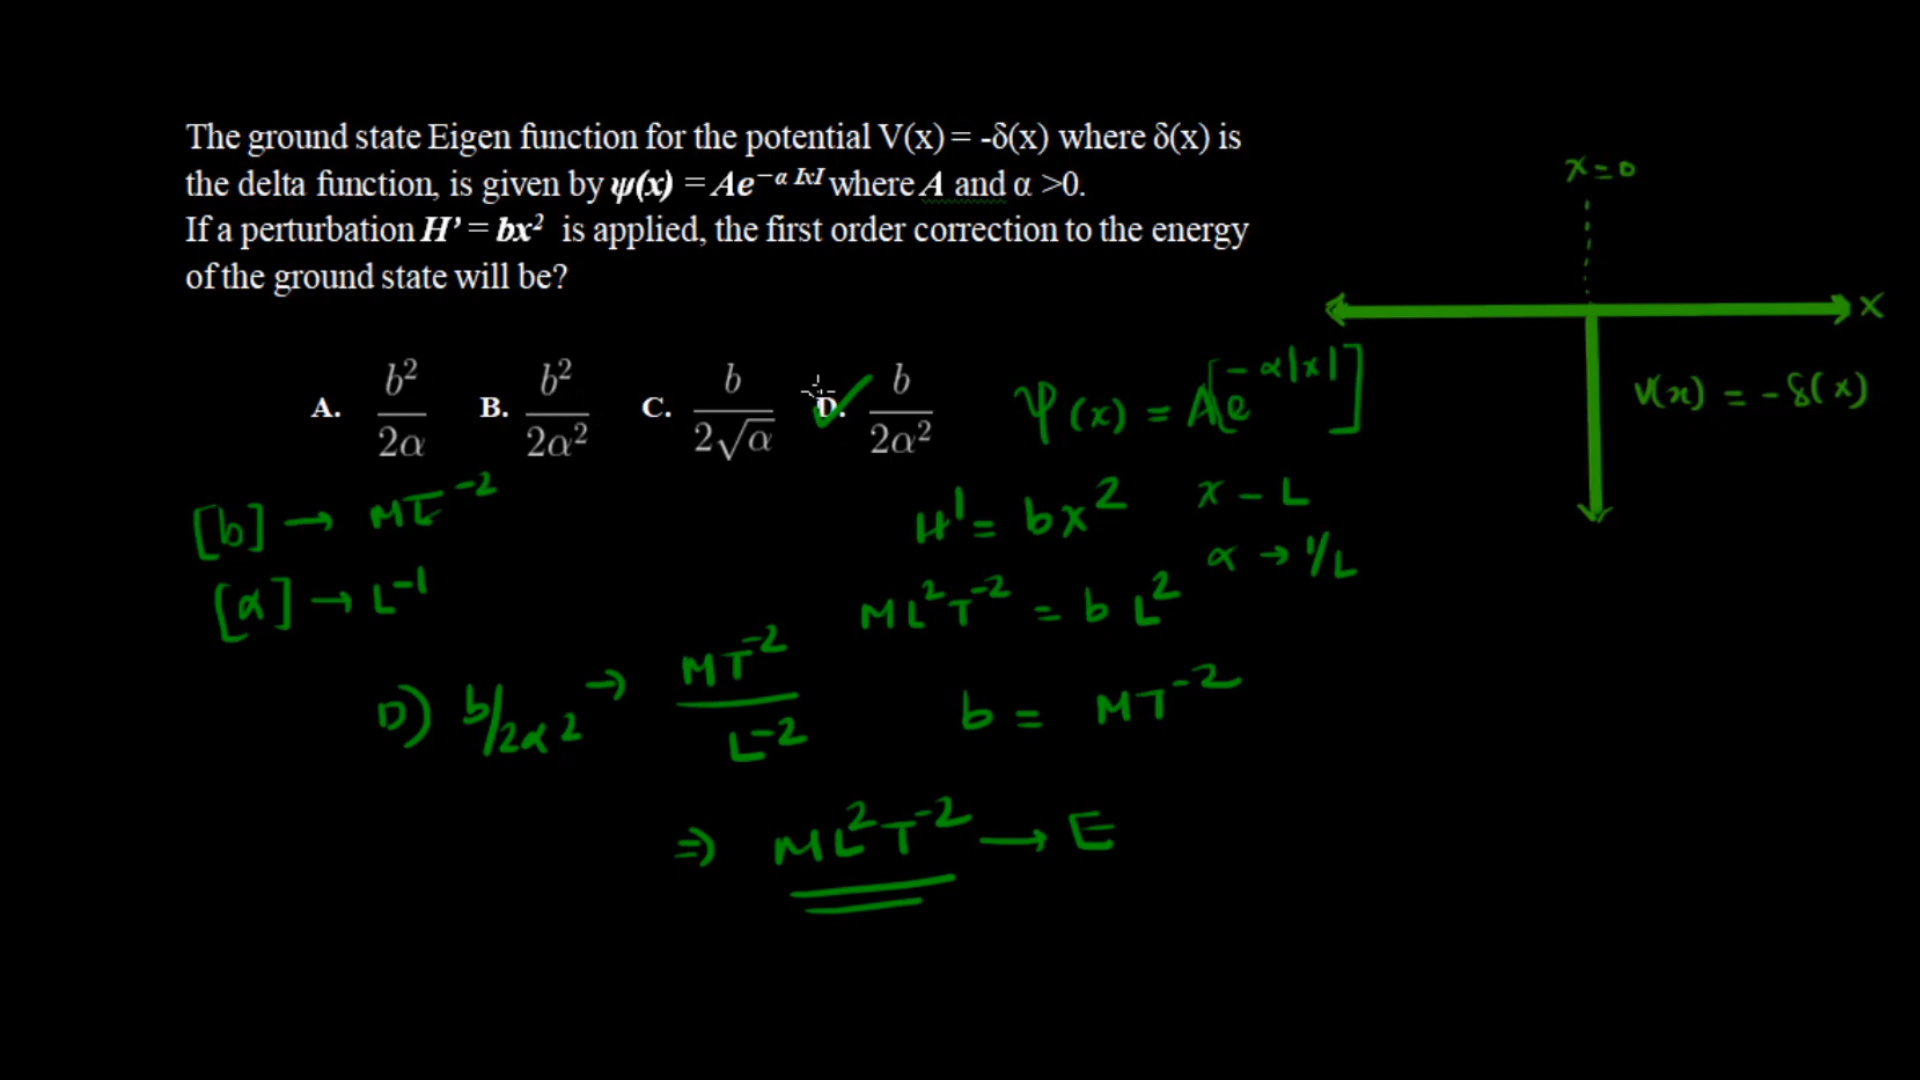 The ground state Eigen function for the potential V(x)= -δ(x) where δ(x) is
the delta function, is given by ψ(x) = Ae^{-α IxI} where A and α >0.
If a perturbation H' = bx² is applied, the first order correction to the energy
of the ground state will be?
A. b²/2α B. b²/2α² C. b/2√α D. b/2α²
x=0
x
V(x) = -δ(x)
ψ(x) = A[e^{-α|x|}]
H' = bx² x - L
α → 1/L
ML²T⁻² = b L²
b = MT⁻²
[b] → MT⁻²
[α] → L⁻¹
D) b/2α² → MT⁻²/L⁻²
⇒ ML²T⁻² → E